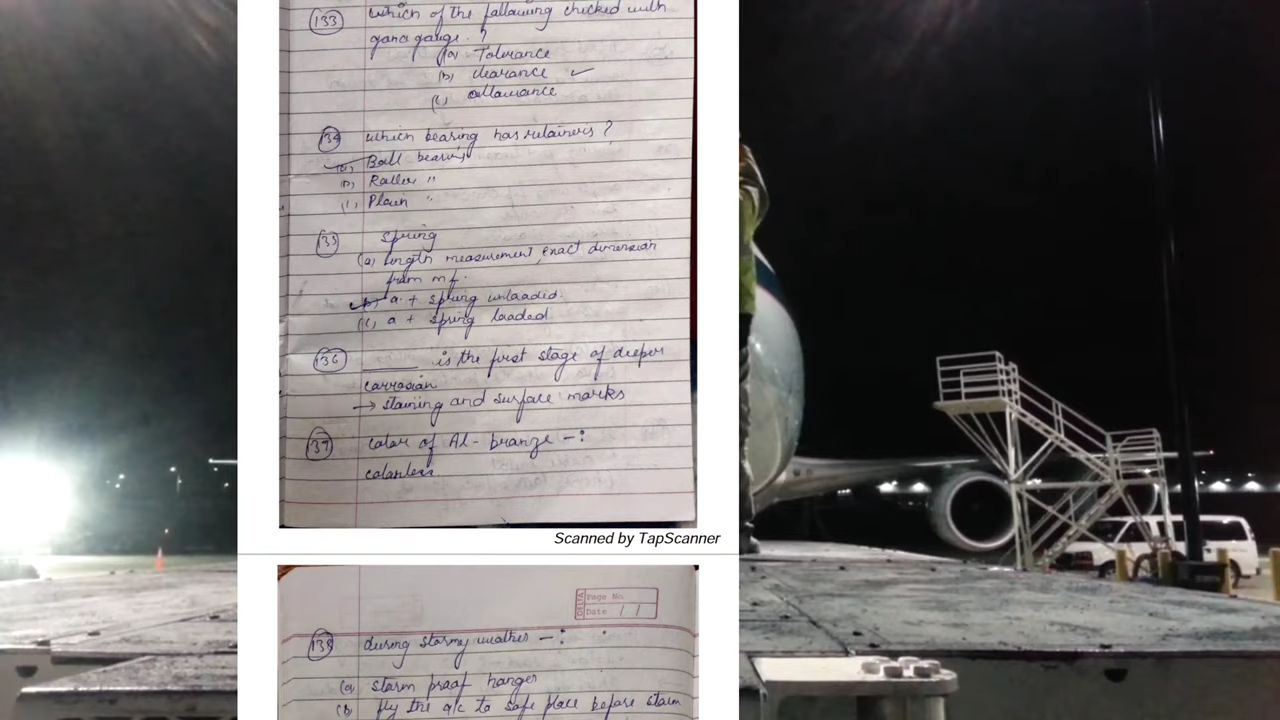 133 which of the following checked with
gono gauge. ?
(a) Tolerance
(b) clearance ✓
(c) allowance
134 which bearing has retainers ?
(a) Ball bearing
(b) Roller "
(c) Plain "
135 spring
(a) length measurement, exact dimension
from mf.
(b) a + spring unloaded.
(c) a + spring loaded
136 ______ is the first stage of deeper
corrosion
→ staining and surface marks
137 color of Al - bronze - :
colorless
Scanned by TapScanner
DELTA
Page No.
Date / /
138 during stormy weather - :
(a) storm proof hanger
(b) fly the a/c to safe place before storm